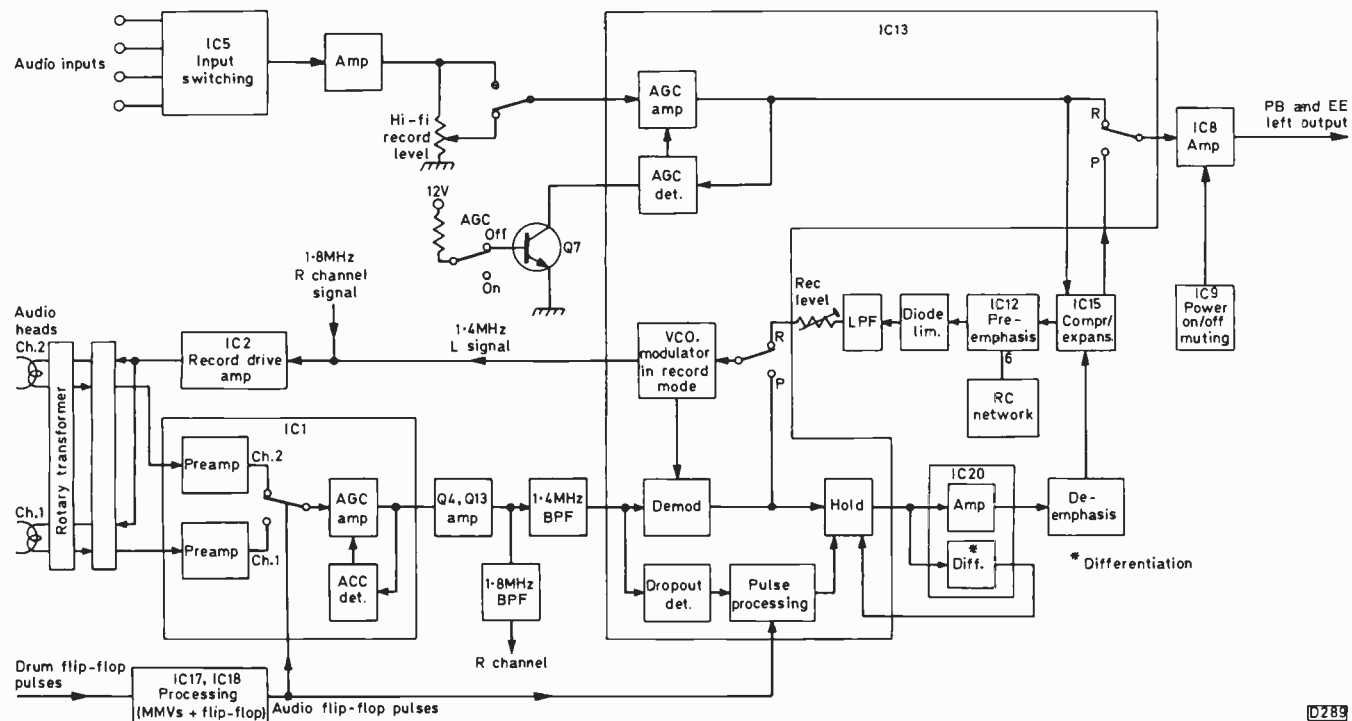 Audio inputs
IC5
Input
switching
Amp
Hi-fi
record
level
12V
AGC
Off
On
Q7
IC13
AGC
amp
AGC
det.
R
P
IC8
Amp
PB and EE
left output
IC9
Power
on/off
muting
1·8MHz
R channel
signal
1·4MHz
L signal
Audio
heads
Ch.2
Ch.1
Rotary transformer
IC2
Record drive
amp
VCO,
modulator
in record
mode
R
P
Rec
level
LPF
Diode
lim.
IC12
Pre-
emphasis
6
RC
network
IC15
Compr/
expans.
IC1
Preamp
Ch.2
Preamp
Ch.1
AGC
amp
ACC
det.
Q4, Q13
amp
1·4MHz
BPF
1·8MHz
BPF
R channel
Demod
Hold
Dropout
det.
Pulse
processing
IC20
Amp
*
Diff.
De-
emphasis
* Differentiation
Drum flip-flop
pulses
IC17, IC18
Processing
(MMVs + flip-flop)
Audio flip-flop pulses
D289